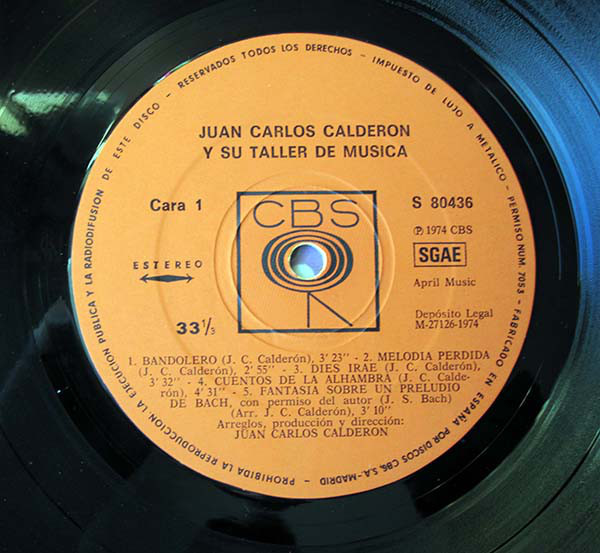 RESERVADOS TODOS LOS DERECHOS - IMPUESTO DE LUJO A METALICO - PERMISO NUM. 7053 - FABRICADO EN ESPAÑA POR DISCOS CBS, S.A. - MADRID
PROHIBIDA LA REPRODUCCION LA EJECUCION PUBLICA Y LA RADIODIFUSION DE ESTE DISCO -
JUAN CARLOS CALDERON
Y SU TALLER DE MUSICA
Cara 1
CBS
S 80436
℗ 1974 CBS
SGAE
ESTEREO
April Music
33 1/3
Depósito Legal
M-27126-1974
1. BANDOLERO (J. C. Calderón), 3' 23'' - 2. MELODIA PERDIDA
(J. C. Calderón), 2' 55'' - 3. DIES IRAE (J. C. Calderón),
3' 32'' - 4. CUENTOS DE LA ALHAMBRA (J. C. Calde-
rón), 4' 31'' - 5. FANTASIA SOBRE UN PRELUDIO
DE BACH, con permiso del autor (J. S. Bach)
(Arr. J. C. Calderón), 3' 10''
Arreglos, producción y dirección:
JUAN CARLOS CALDERON